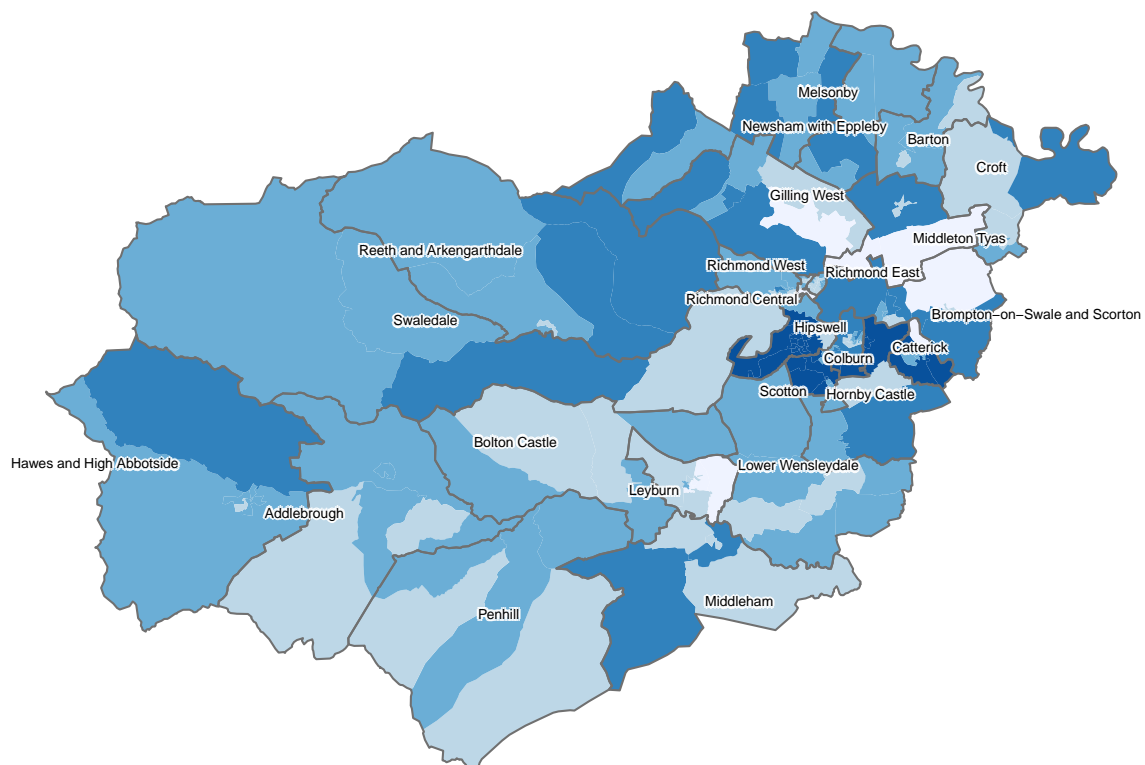 Melsonby
Newsham with Eppleby
Barton
Croft
Gilling West
Middleton Tyas
Reeth and Arkengarthdale
Richmond West
Richmond East
Richmond Central
Brompton−on−Swale and Scorton
Swaledale
Hipswell
Catterick
Colburn
Scotton
Hornby Castle
Bolton Castle
Hawes and High Abbotside
Lower Wensleydale
Leyburn
Addlebrough
Middleham
Penhill